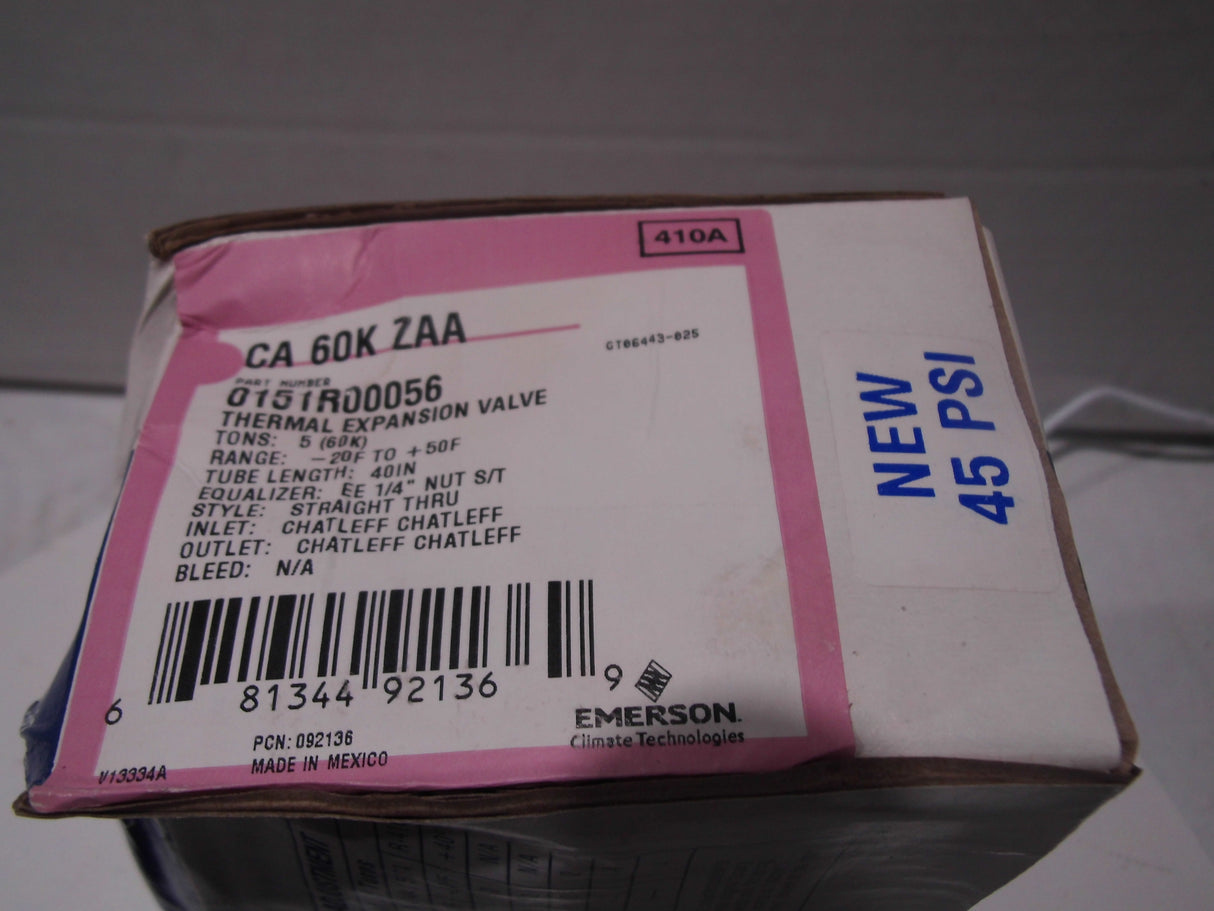 410A
CA 60K ZAA
GT06443-025
PART NUMBER
0151R00056
THERMAL EXPANSION VALVE
TONS: 5 (60K)
RANGE: -20F TO +50F
TUBE LENGTH: 40IN
EQUALIZER: EE 1/4" NUT S/T
STYLE: STRAIGHT THRU
INLET: CHATLEFF CHATLEFF
OUTLET: CHATLEFF CHATLEFF
BLEED: N/A
6 81344 92136 9
EMERSON.
Climate Technologies
PCN: 092136
MADE IN MEXICO
V13334A
NEW
45 PSI
Tons
N/A
N/A